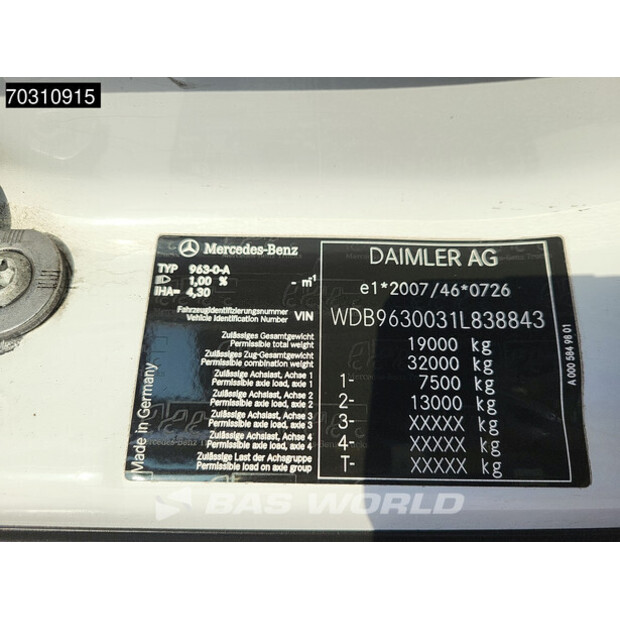 70310915
Mercedes-Benz
DAIMLER AG
TYP 963-0-A
ID 1,00 % - m⁻¹
IHA= 4,30
e1*2007/46*0726
Fahrzeugidentifizierungsnummer
Vehicle Identification Number VIN
WDB9630031L838843
Zulässiges Gesamtgewicht
Permissible total weight 19000 kg
Zulässiges Zug-Gesamtgewicht
Permissible combination weight 32000 kg
Zulässige Achslast, Achse 1
Permissible axle load, axle 1 1- 7500 kg
Zulässige Achslast, Achse 2
Permissible axle load, axle 2 2- 13000 kg
Zulässige Achslast, Achse 3
Permissible axle load, axle 3 3- XXXXX kg
Zulässige Achslast, Achse 4
Permissible axle load, axle 4 4- XXXXX kg
Zulässige Last der Achsgruppe
Permissible load on axle group T- XXXXX kg
Made in Germany
A 000 584 98 01
BAS WORLD